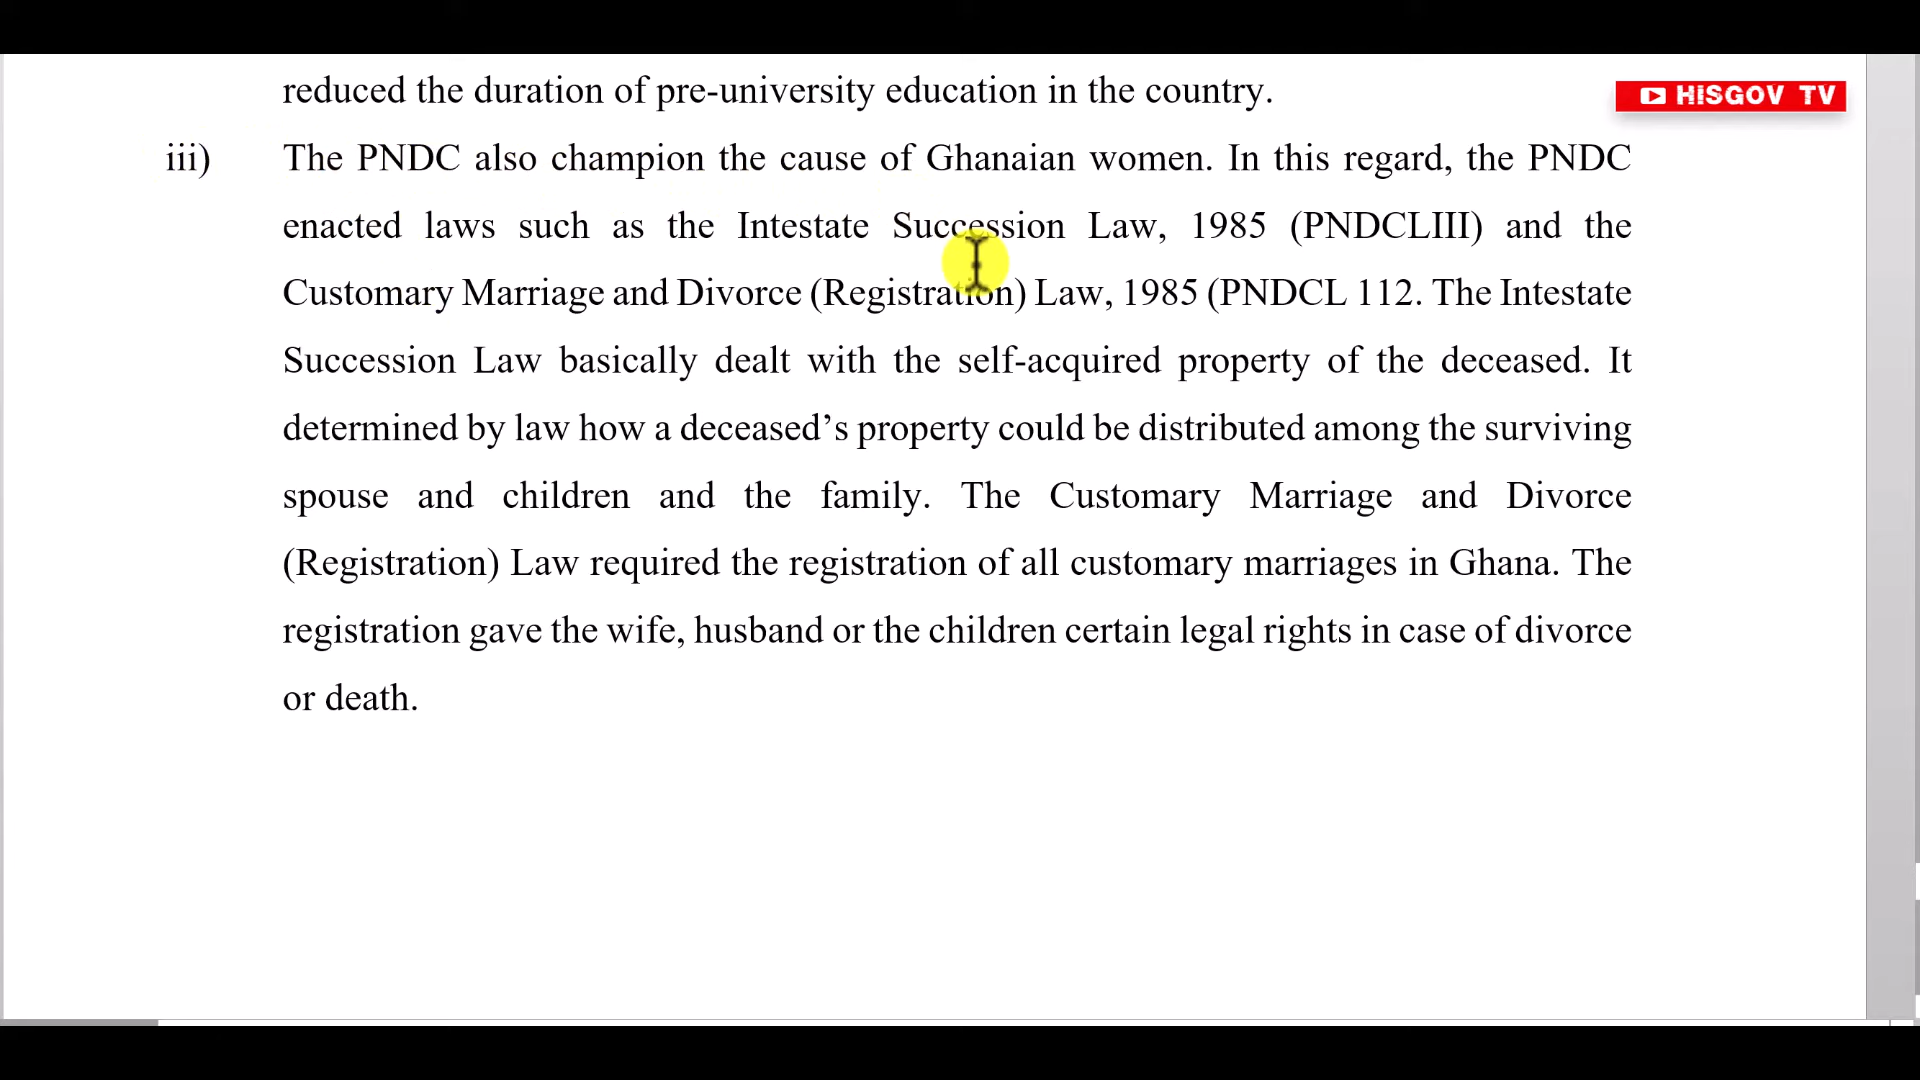 reduced the duration of pre-university education in the country.
HiSGOV TV
iii) The PNDC also champion the cause of Ghanaian women. In this regard, the PNDC
enacted laws such as the Intestate Succession Law, 1985 (PNDCLIII) and the
Customary Marriage and Divorce (Registration) Law, 1985 (PNDCL 112. The Intestate
Succession Law basically dealt with the self-acquired property of the deceased. It
determined by law how a deceased’s property could be distributed among the surviving
spouse and children and the family. The Customary Marriage and Divorce
(Registration) Law required the registration of all customary marriages in Ghana. The
registration gave the wife, husband or the children certain legal rights in case of divorce
or death.